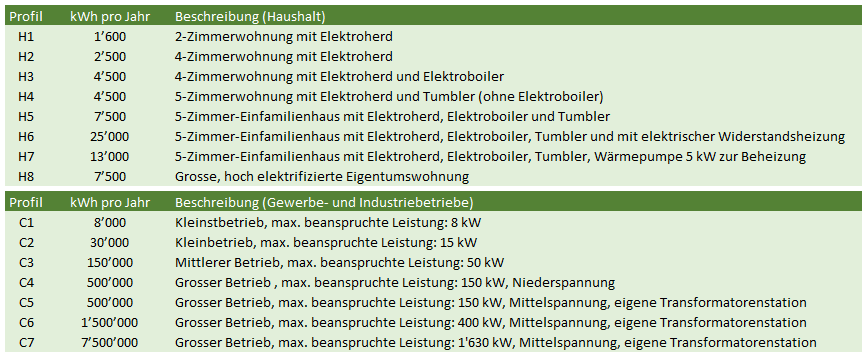 Profil kWh pro Jahr Beschreibung (Haushalt)
H1 1’600 2-Zimmerwohnung mit Elektroherd
H2 2’500 4-Zimmerwohnung mit Elektroherd
H3 4’500 4-Zimmerwohnung mit Elektroherd und Elektroboiler
H4 4’500 5-Zimmerwohnung mit Elektroherd und Tumbler (ohne Elektroboiler)
H5 7’500 5-Zimmer-Einfamilienhaus mit Elektroherd, Elektroboiler und Tumbler
H6 25’000 5-Zimmer-Einfamilienhaus mit Elektroherd, Elektroboiler, Tumbler und mit elektrischer Widerstandsheizung
H7 13’000 5-Zimmer-Einfamilienhaus mit Elektroherd, Elektroboiler, Tumbler, Wärmepumpe 5 kW zur Beheizung
H8 7’500 Grosse, hoch elektrifizierte Eigentumswohnung
Profil kWh pro Jahr Beschreibung (Gewerbe- und Industriebetriebe)
C1 8’000 Kleinstbetrieb, max. beanspruchte Leistung: 8 kW
C2 30’000 Kleinbetrieb, max. beanspruchte Leistung: 15 kW
C3 150’000 Mittlerer Betrieb, max. beanspruchte Leistung: 50 kW
C4 500’000 Grosser Betrieb , max. beanspruchte Leistung: 150 kW, Niederspannung
C5 500’000 Grosser Betrieb, max. beanspruchte Leistung: 150 kW, Mittelspannung, eigene Transformatorenstation
C6 1’500’000 Grosser Betrieb, max. beanspruchte Leistung: 400 kW, Mittelspannung, eigene Transformatorenstation
C7 7’500’000 Grosser Betrieb, max. beanspruchte Leistung: 1'630 kW, Mittelspannung, eigene Transformatorenstation